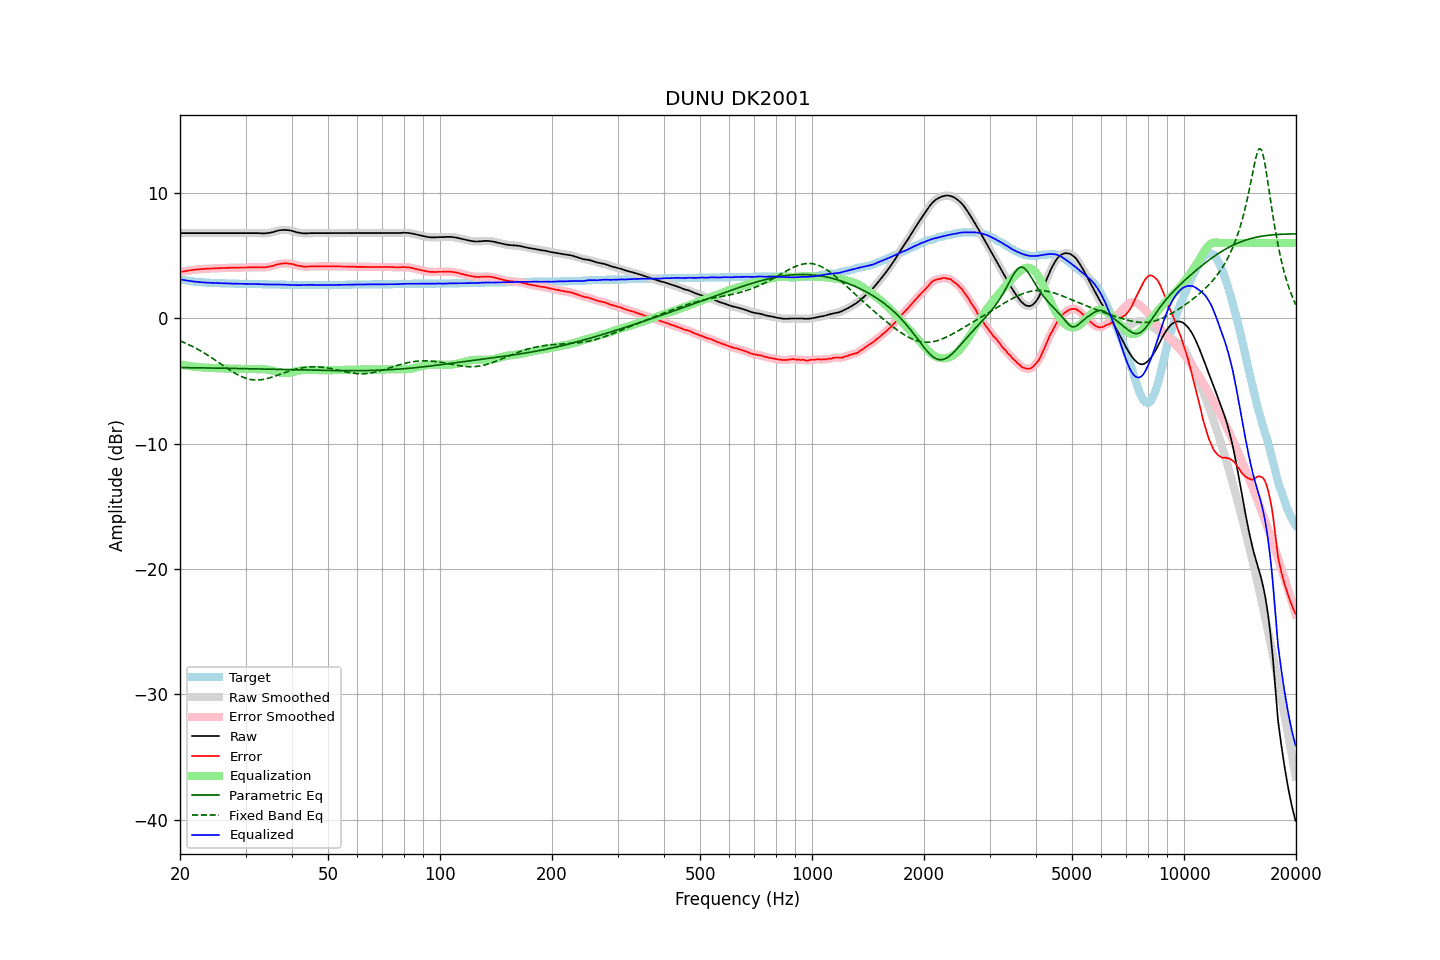 DUNU DK2001
Amplitude (dBr)
10
0
−10
−20
−30
−40
Target
Raw Smoothed
Error Smoothed
Raw
Error
Equalization
Parametric Eq
Fixed Band Eq
Equalized
20 50 100 200 500 1000 2000 5000 10000 20000
Frequency (Hz)